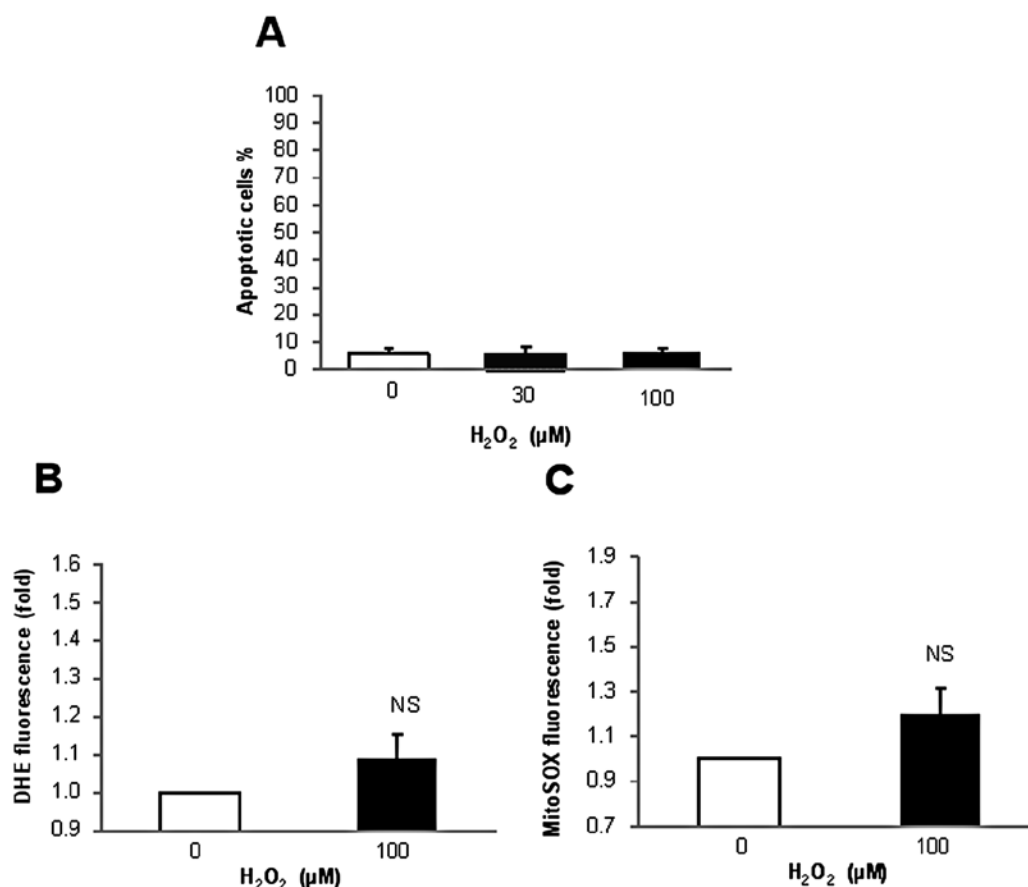 A
Apoptotic cells %
100
90
80
70
60
50
40
30
20
10
0
0 30 100
H₂O₂ (µM)
B
DHE fluorescence (fold)
1.6
1.5
1.4
1.3
1.2
1.1
1.0
0.9
NS
0 100
H₂O₂ (µM)
C
MitoSOX fluorescence (fold)
1.9
1.7
1.5
1.3
1.1
0.9
0.7
NS
0 100
H₂O₂ (µM)